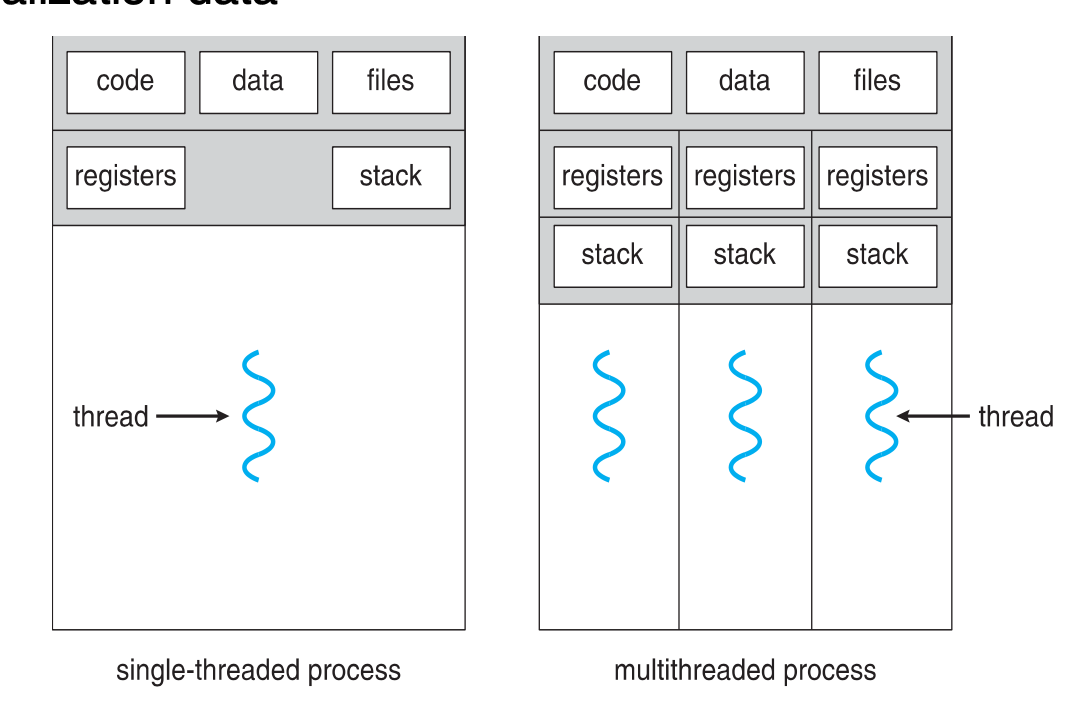 code data files
registers stack
thread
single-threaded process
code data files
registers registers registers
stack stack stack
thread
multithreaded process